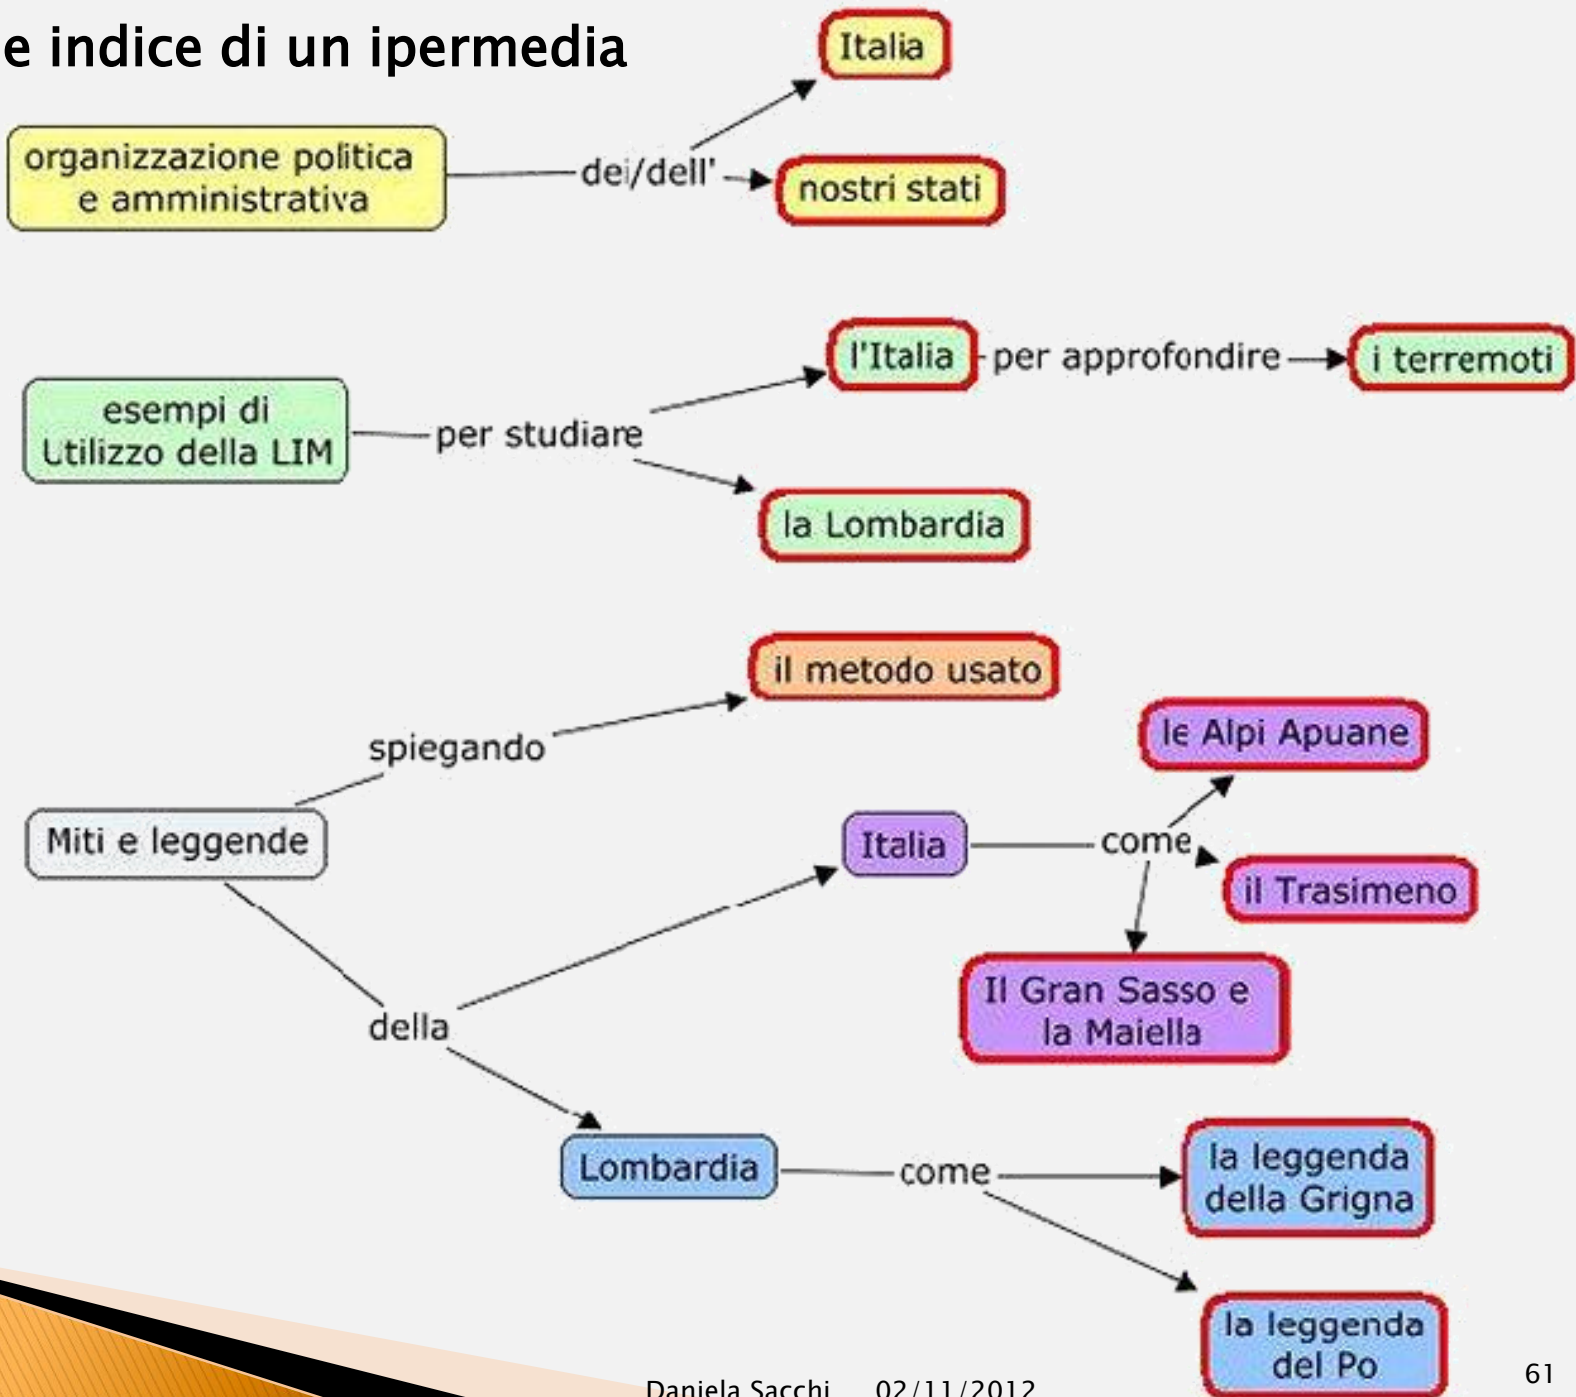 e indice di un ipermedia
Italia
organizzazione politica
e amministrativa
dei/dell'
nostri stati
l'Italia
per approfondire
i terremoti
esempi di
Utilizzo della LIM
per studiare
la Lombardia
il metodo usato
spiegando
le Alpi Apuane
Miti e leggende
Italia
come
il Trasimeno
Il Gran Sasso e
la Maiella
della
Lombardia
come
la leggenda
della Grigna
la leggenda
del Po
Daniela Sacchi 02/11/2012
61